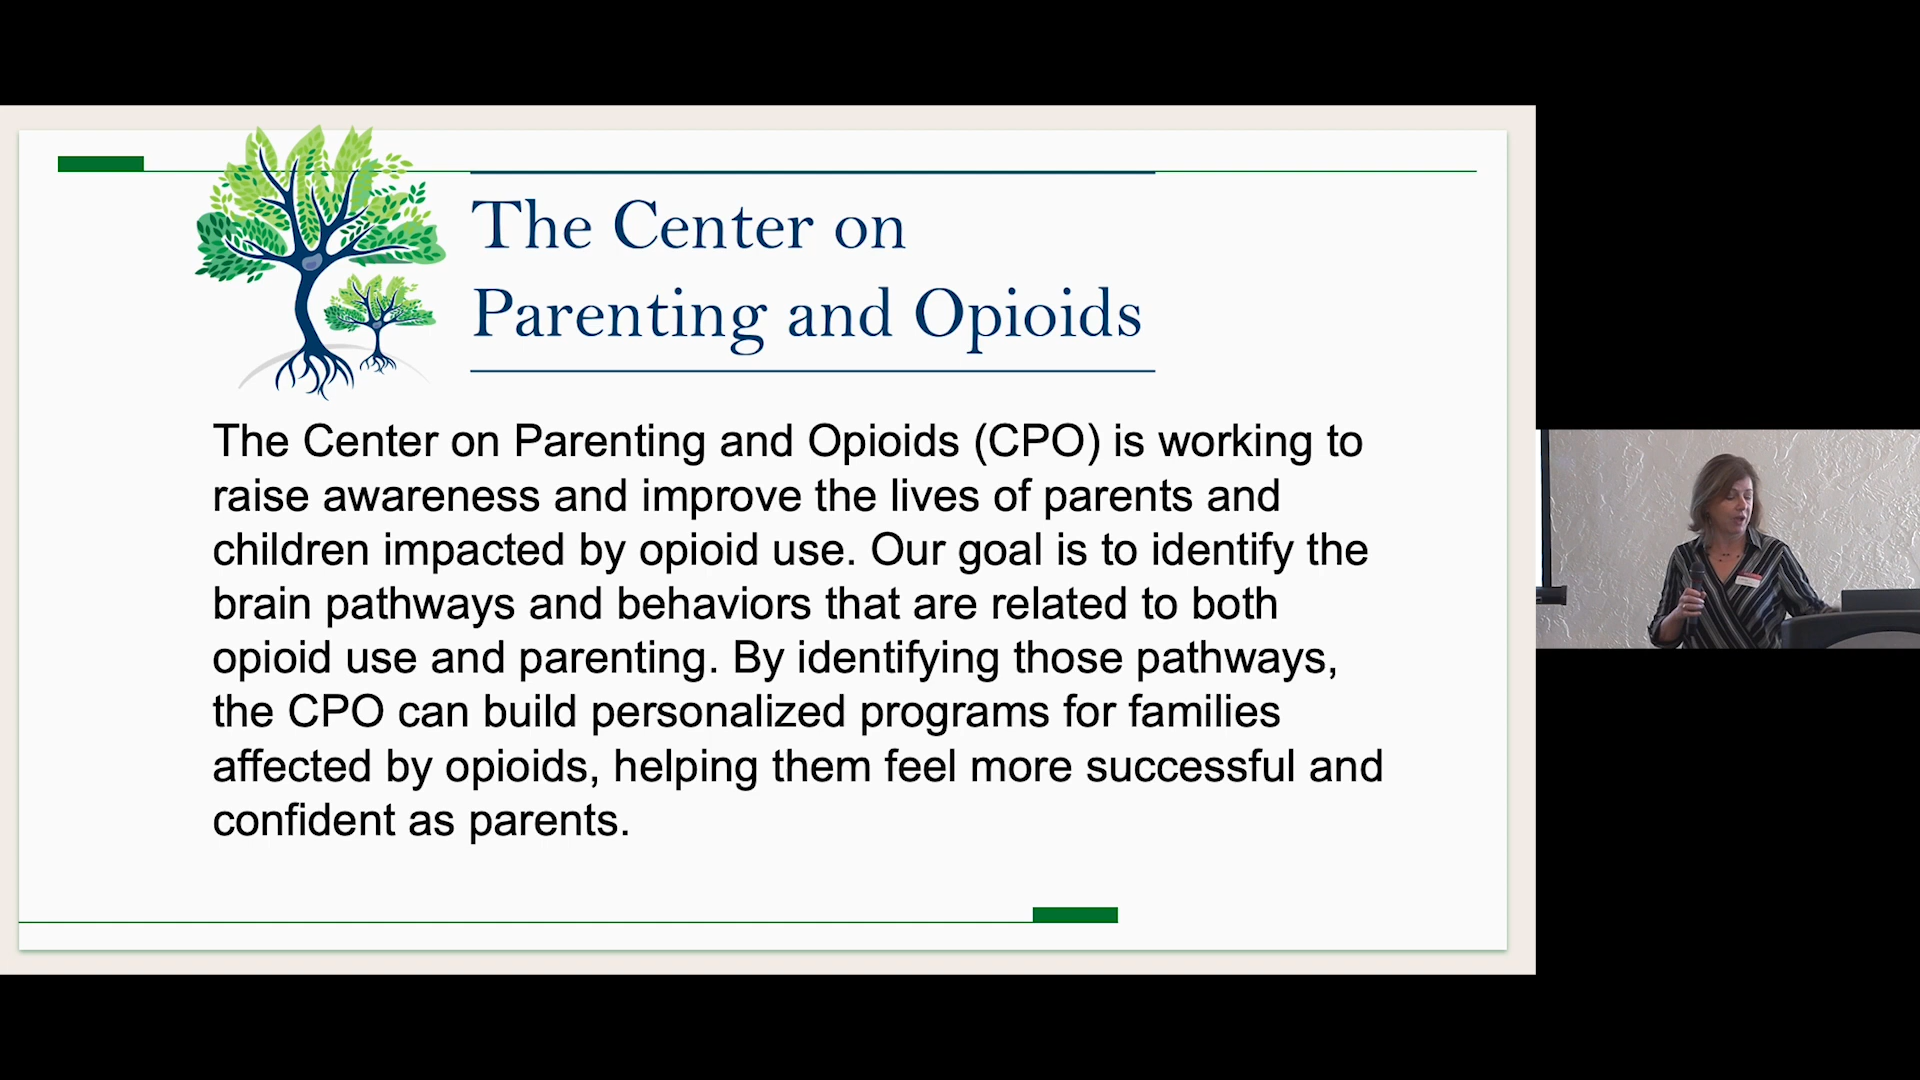 The Center on
Parenting and Opioids
The Center on Parenting and Opioids (CPO) is working to
raise awareness and improve the lives of parents and
children impacted by opioid use. Our goal is to identify the
brain pathways and behaviors that are related to both
opioid use and parenting. By identifying those pathways,
the CPO can build personalized programs for families
affected by opioids, helping them feel more successful and
confident as parents.